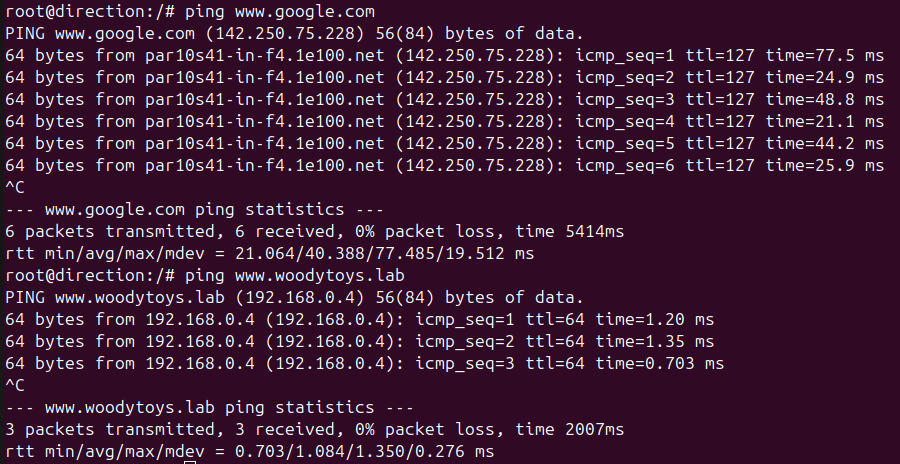 root@direction:/# ping www.google.com
PING www.google.com (142.250.75.228) 56(84) bytes of data.
64 bytes from par10s41-in-f4.1e100.net (142.250.75.228): icmp_seq=1 ttl=127 time=77.5 ms
64 bytes from par10s41-in-f4.1e100.net (142.250.75.228): icmp_seq=2 ttl=127 time=24.9 ms
64 bytes from par10s41-in-f4.1e100.net (142.250.75.228): icmp_seq=3 ttl=127 time=48.8 ms
64 bytes from par10s41-in-f4.1e100.net (142.250.75.228): icmp_seq=4 ttl=127 time=21.1 ms
64 bytes from par10s41-in-f4.1e100.net (142.250.75.228): icmp_seq=5 ttl=127 time=44.2 ms
64 bytes from par10s41-in-f4.1e100.net (142.250.75.228): icmp_seq=6 ttl=127 time=25.9 ms
^C
--- www.google.com ping statistics ---
6 packets transmitted, 6 received, 0% packet loss, time 5414ms
rtt min/avg/max/mdev = 21.064/40.388/77.485/19.512 ms
root@direction:/# ping www.woodytoys.lab
PING www.woodytoys.lab (192.168.0.4) 56(84) bytes of data.
64 bytes from 192.168.0.4 (192.168.0.4): icmp_seq=1 ttl=64 time=1.20 ms
64 bytes from 192.168.0.4 (192.168.0.4): icmp_seq=2 ttl=64 time=1.35 ms
64 bytes from 192.168.0.4 (192.168.0.4): icmp_seq=3 ttl=64 time=0.703 ms
^C
--- www.woodytoys.lab ping statistics ---
3 packets transmitted, 3 received, 0% packet loss, time 2007ms
rtt min/avg/max/mdev = 0.703/1.084/1.350/0.276 ms